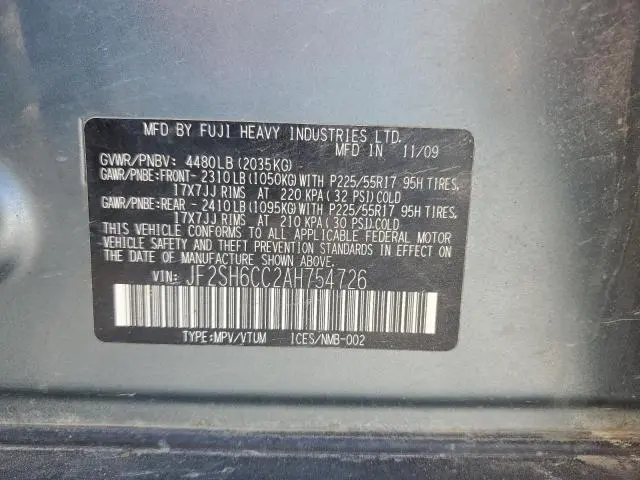 MFD BY FUJI HEAVY INDUSTRIES LTD.
MFD IN 11/09
GVWR/PNBV: 4480LB(2035KG)
GAWR/PNBE:FRONT- 2310LB(1050KG)WITH P225/55R17 95H TIRES,
17X7JJ RIMS AT 220 KPA(32 PSI)COLD
GAWR/PNBE:REAR - 2410LB(1095KG)WITH P225/55R17 95H TIRES,
17X7JJ RIMS AT 210 KPA(30 PSI)COLD
THIS VEHICLE CONFORMS TO ALL APPLICABLE FEDERAL MOTOR
VEHICLE SAFETY AND BUMPER STANDARDS IN EFFECT ON
THE DATE OF MANUFACTURE SHOWN ABOVE.
VIN: JF2SH6CC2AH754726
TYPE:MPV/VTUM ICES/NMB-002